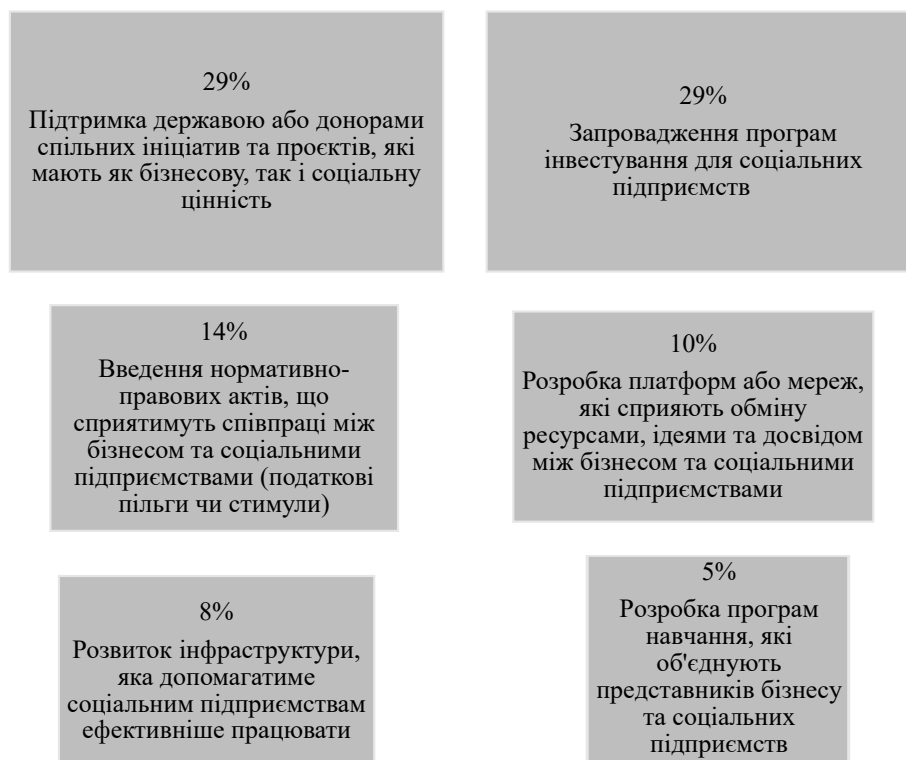 29%
Підтримка державою або донорами
спільних ініціатив та проєктів, які
мають як бізнесову, так і соціальну
цінність
29%
Запровадження програм
інвестування для соціальних
підприємств
14%
Введення нормативно-
правових актів, що
сприятимуть співпраці між
бізнесом та соціальними
підприємствами (податкові
пільги чи стимули)
10%
Розробка платформ або мереж,
які сприяють обміну
ресурсами, ідеями та досвідом
між бізнесом та соціальними
підприємствами
8%
Розвиток інфраструктури,
яка допомагатиме
соціальним підприємствам
ефективніше працювати
5%
Розробка програм
навчання, які
об'єднують
представників бізнесу
та соціальних
підприємств